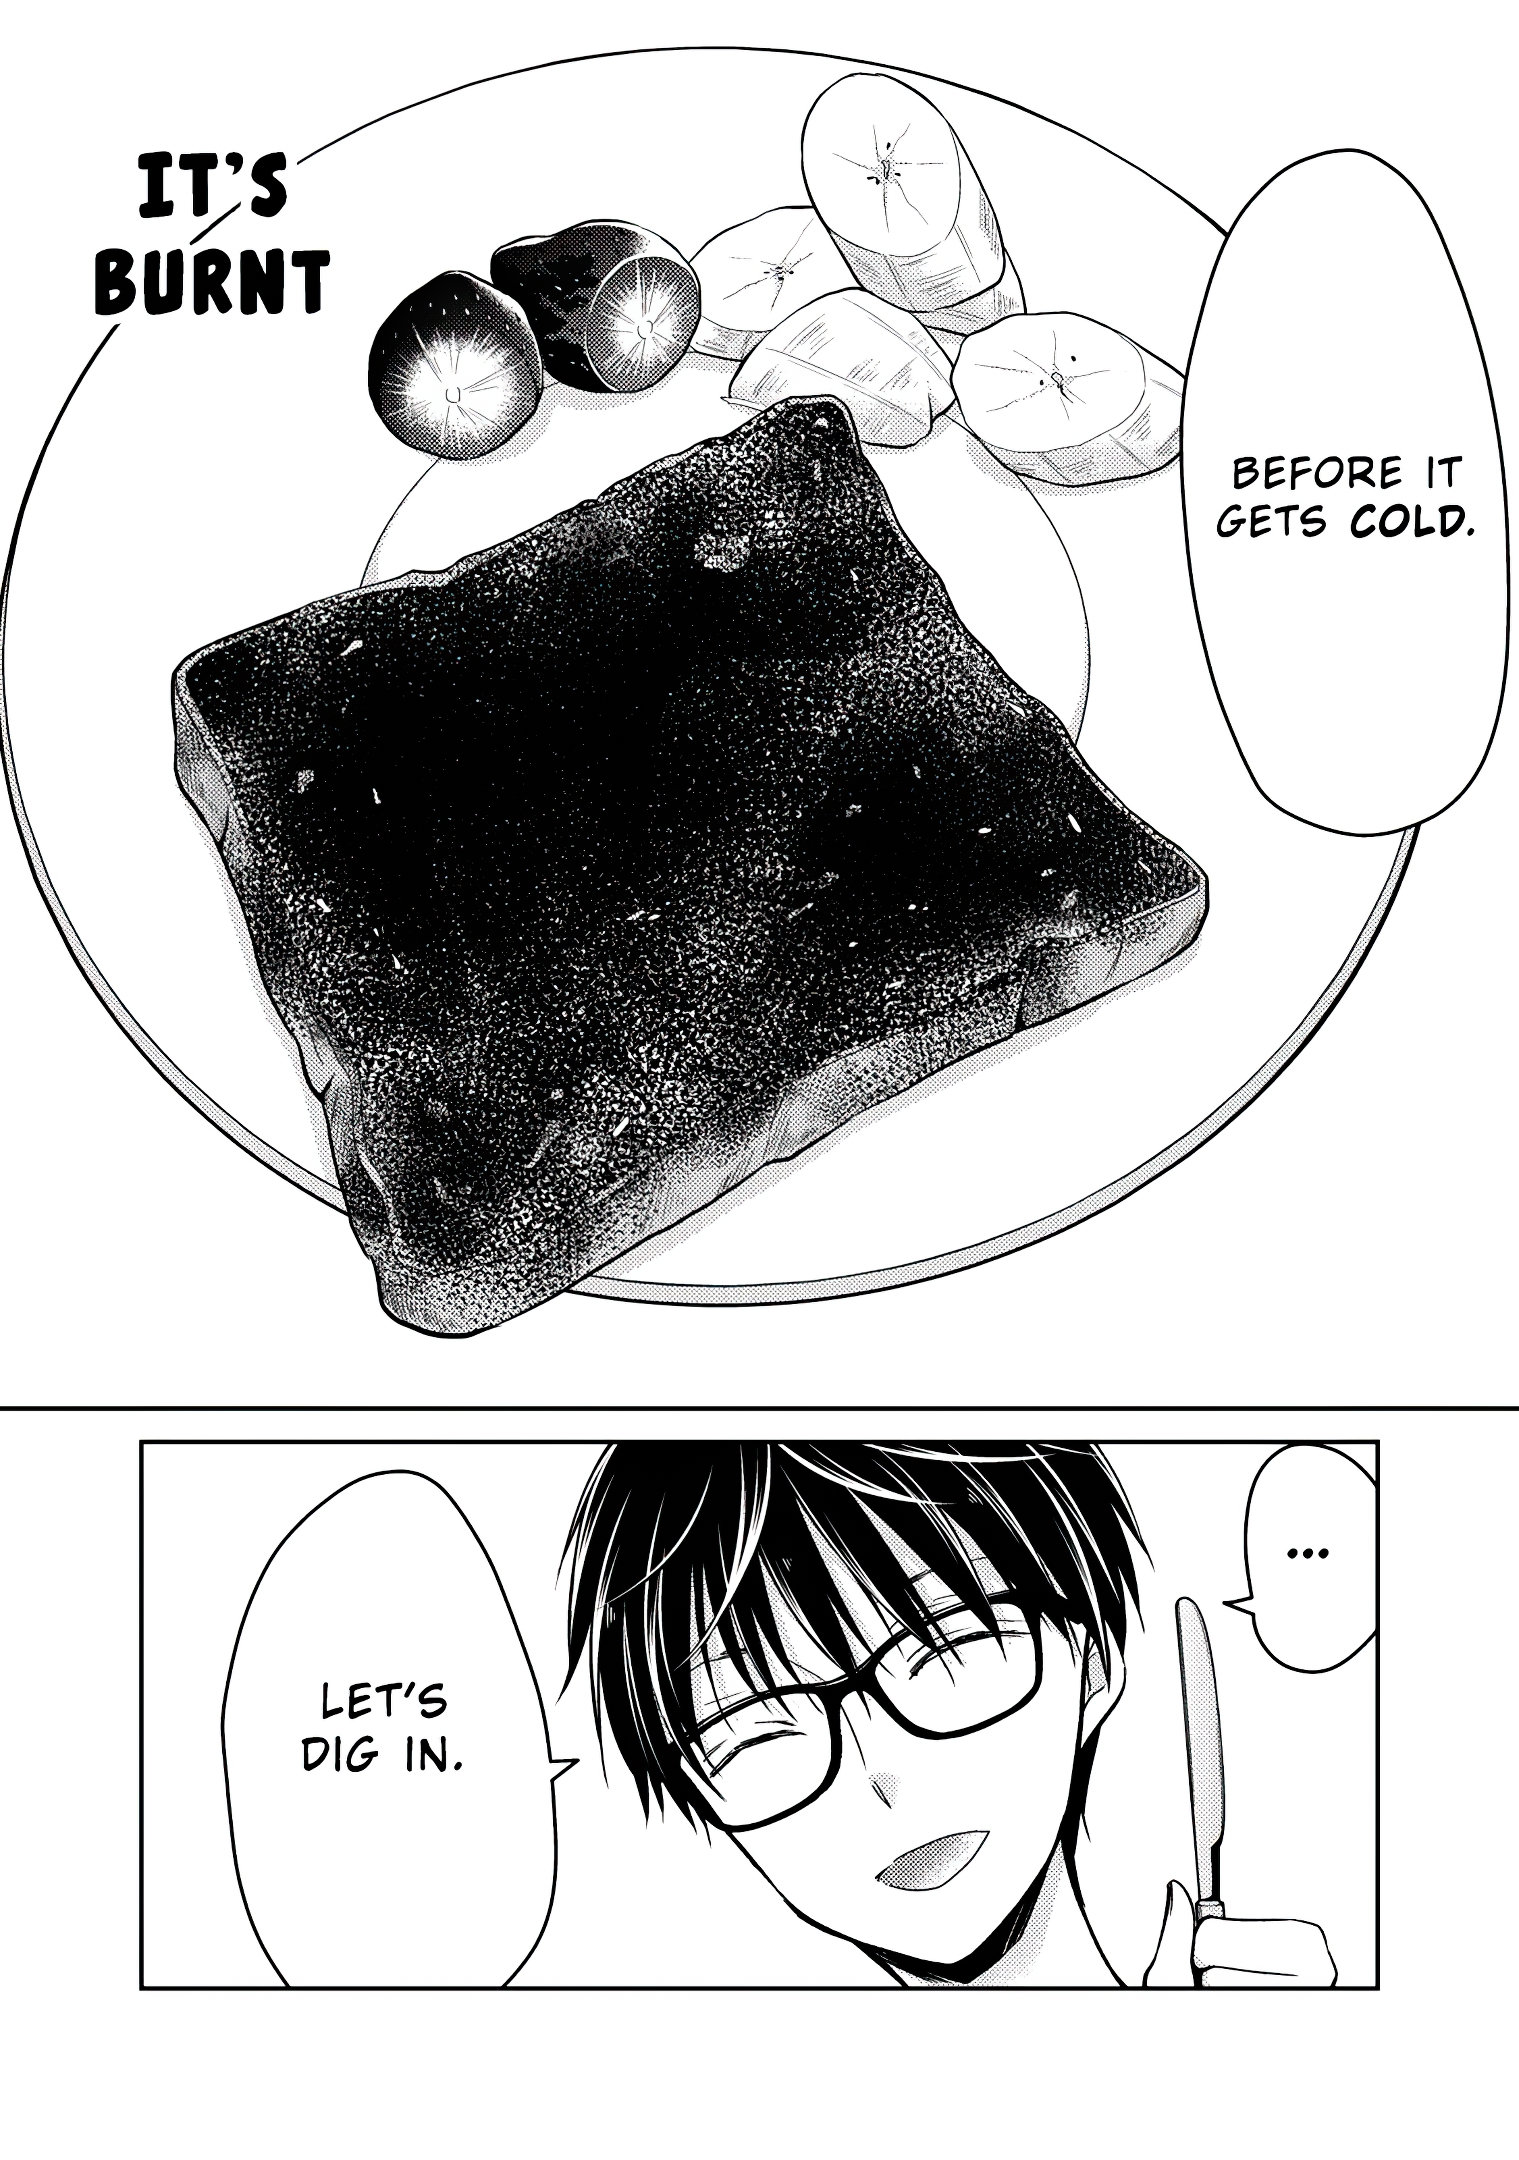 BEFORE IT
GETS COLD.
IT'S
BURNT
...
LET'S
DIG IN.